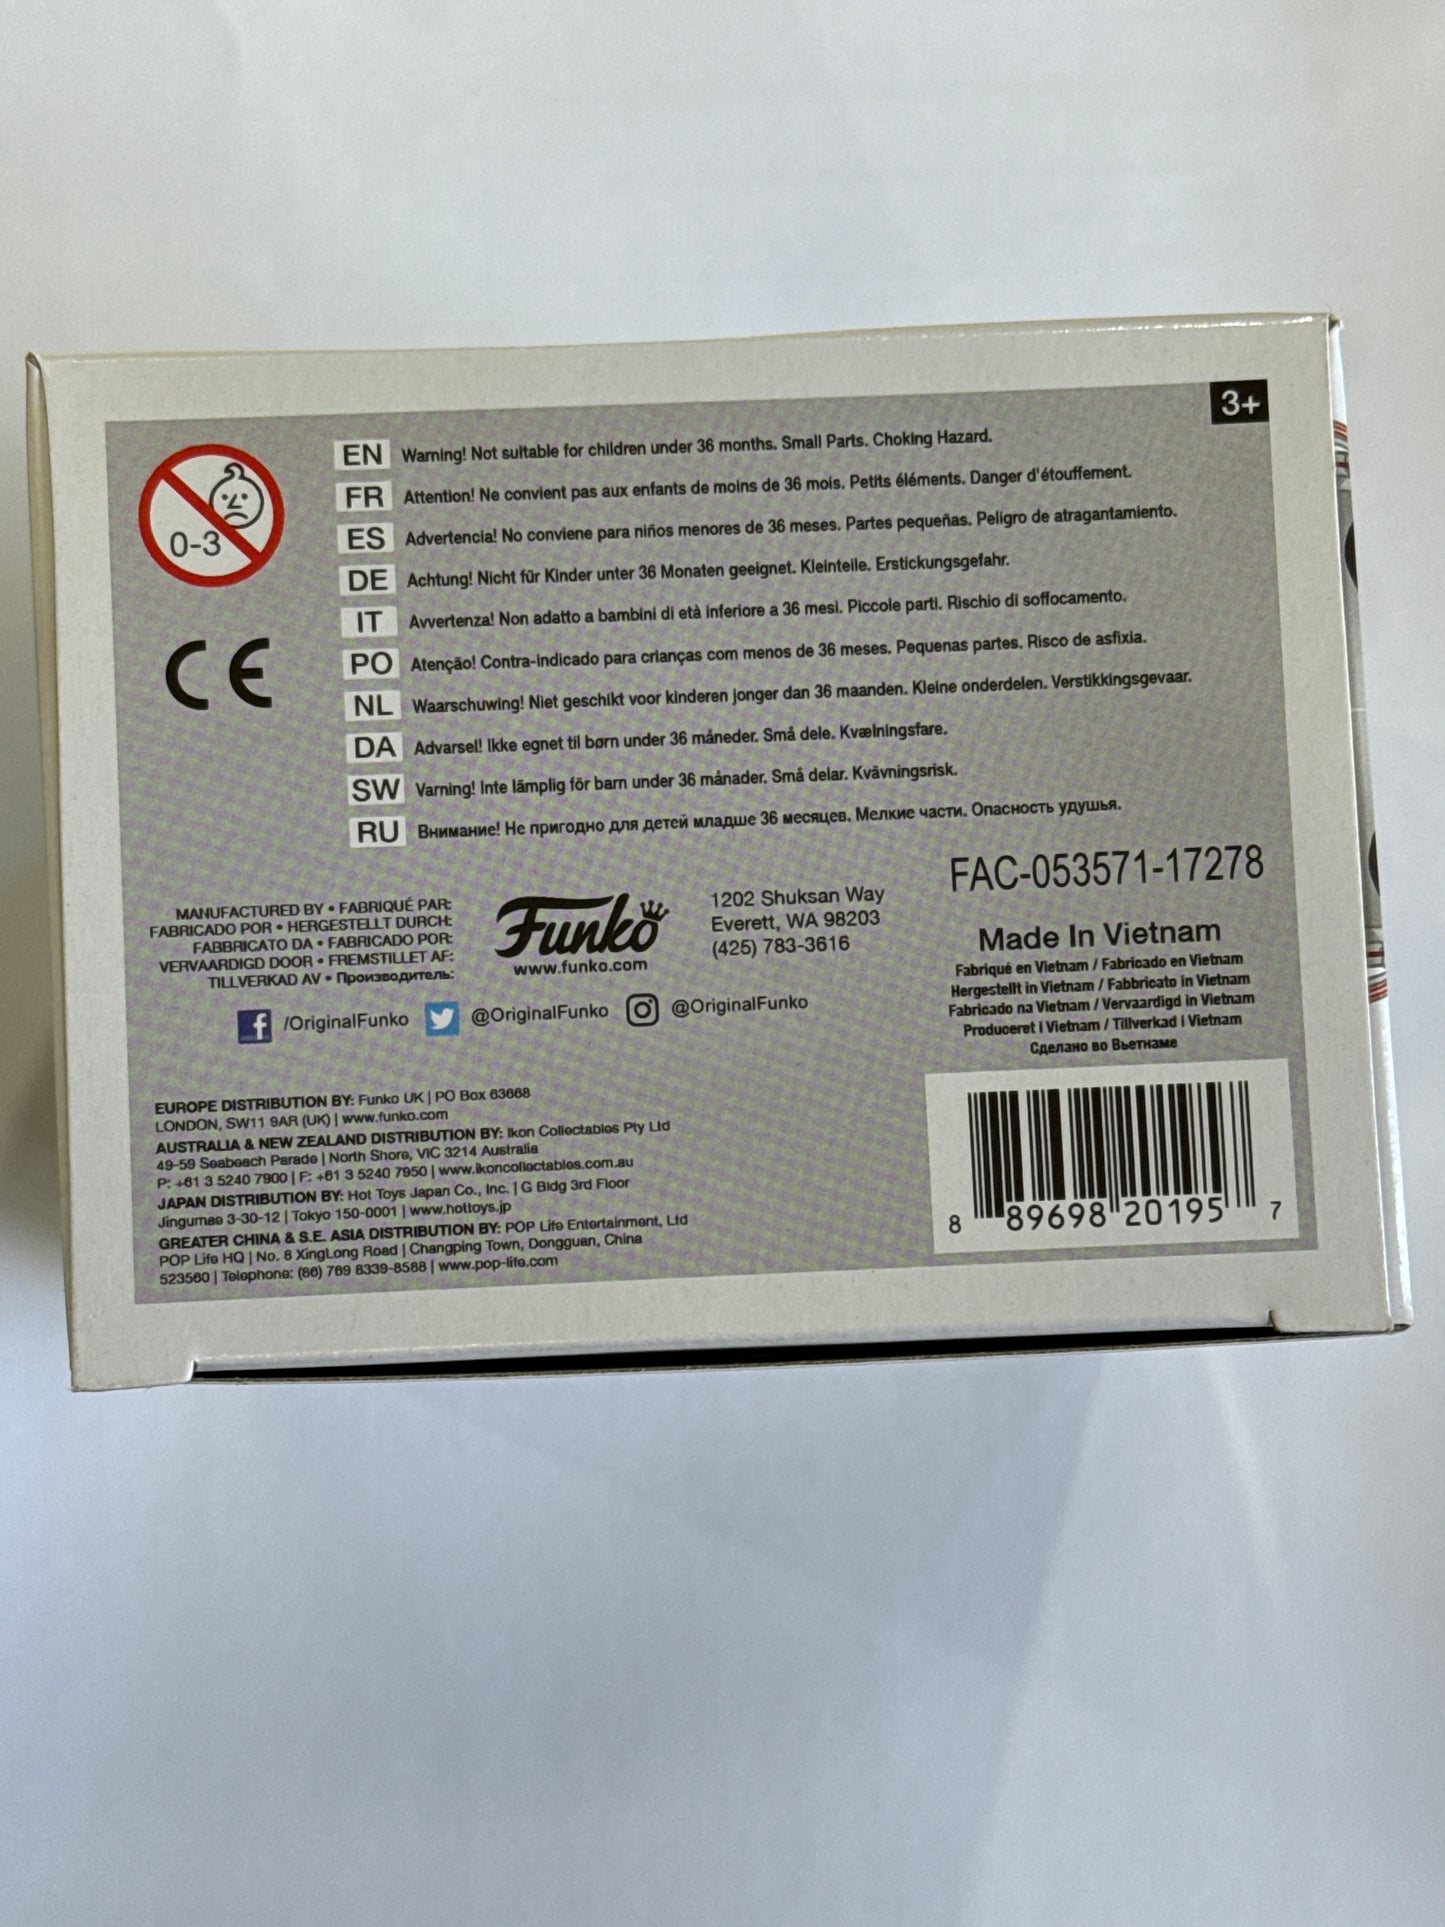 3+
0-3
EN Warning! Not suitable for children under 36 months. Small Parts. Choking Hazard.
FR Attention! Ne convient pas aux enfants de moins de 36 mois. Petits éléments. Danger d'étouffement.
ES Advertencia! No conviene para niños menores de 36 meses. Partes pequeñas. Peligro de atragantamiento.
DE Achtung! Nicht für Kinder unter 36 Monaten geeignet. Kleinteile. Erstickungsgefahr.
IT Avvertenza! Non adatto a bambini di età inferiore a 36 mesi. Piccole parti. Rischio di soffocamento.
PO Atenção! Contra-indicado para crianças com menos de 36 meses. Pequenas partes. Risco de asfixia.
NL Waarschuwing! Niet geschikt voor kinderen jonger dan 36 maanden. Kleine onderdelen. Verstikkingsgevaar.
DA Advarsel! Ikke egnet til børn under 36 måneder. Små dele. Kvælningsfare.
SW Varning! Inte lämplig för barn under 36 månader. Små delar. Kvävningsrisk.
RU Внимание! Не пригодно для детей младше 36 месяцев. Мелкие части. Опасность удушья.
CE
FAC-053571-17278
MANUFACTURED BY • FABRIQUÉ PAR:
FABRICADO POR • HERGESTELLT DURCH:
FABBRICATO DA • FABRICADO POR:
VERVAARDIGD DOOR • FREMSTILLET AF:
TILLVERKAD AV • Производитель:
Funko
www.funko.com
1202 Shuksan Way
Everett, WA 98203
(425) 783-3616
/OriginalFunko @OriginalFunko @OriginalFunko
Made In Vietnam
Fabriqué en Vietnam / Fabricado en Vietnam
Hergestellt in Vietnam / Fabbricato in Vietnam
Fabricado na Vietnam / Vervaardigd in Vietnam
Produceret i Vietnam / Tillverkad i Vietnam
Сделано во Вьетнаме
EUROPE DISTRIBUTION BY: Funko UK | PO Box 63668
LONDON, SW11 9AR (UK) | www.funko.com
AUSTRALIA & NEW ZEALAND DISTRIBUTION BY: Ikon Collectables Pty Ltd
49-59 Seabeach Parade | North Shore, VIC 3214 Australia
P: +61 3 5240 7900 | F: +61 3 5240 7950 | www.ikoncollectables.com.au
JAPAN DISTRIBUTION BY: Hot Toys Japan Co., Inc. | G Bldg 3rd Floor
Jingumae 3-30-12 | Tokyo 150-0001 | www.hottoys.jp
GREATER CHINA & S.E. ASIA DISTRIBUTION BY: POP Life Entertainment, Ltd
POP Life HQ | No. 8 XingLong Road | Changping Town, Dongguan, China
523560 | Telephone: (86) 769 8339-8588 | www.pop-life.com
8 89698 20195 7